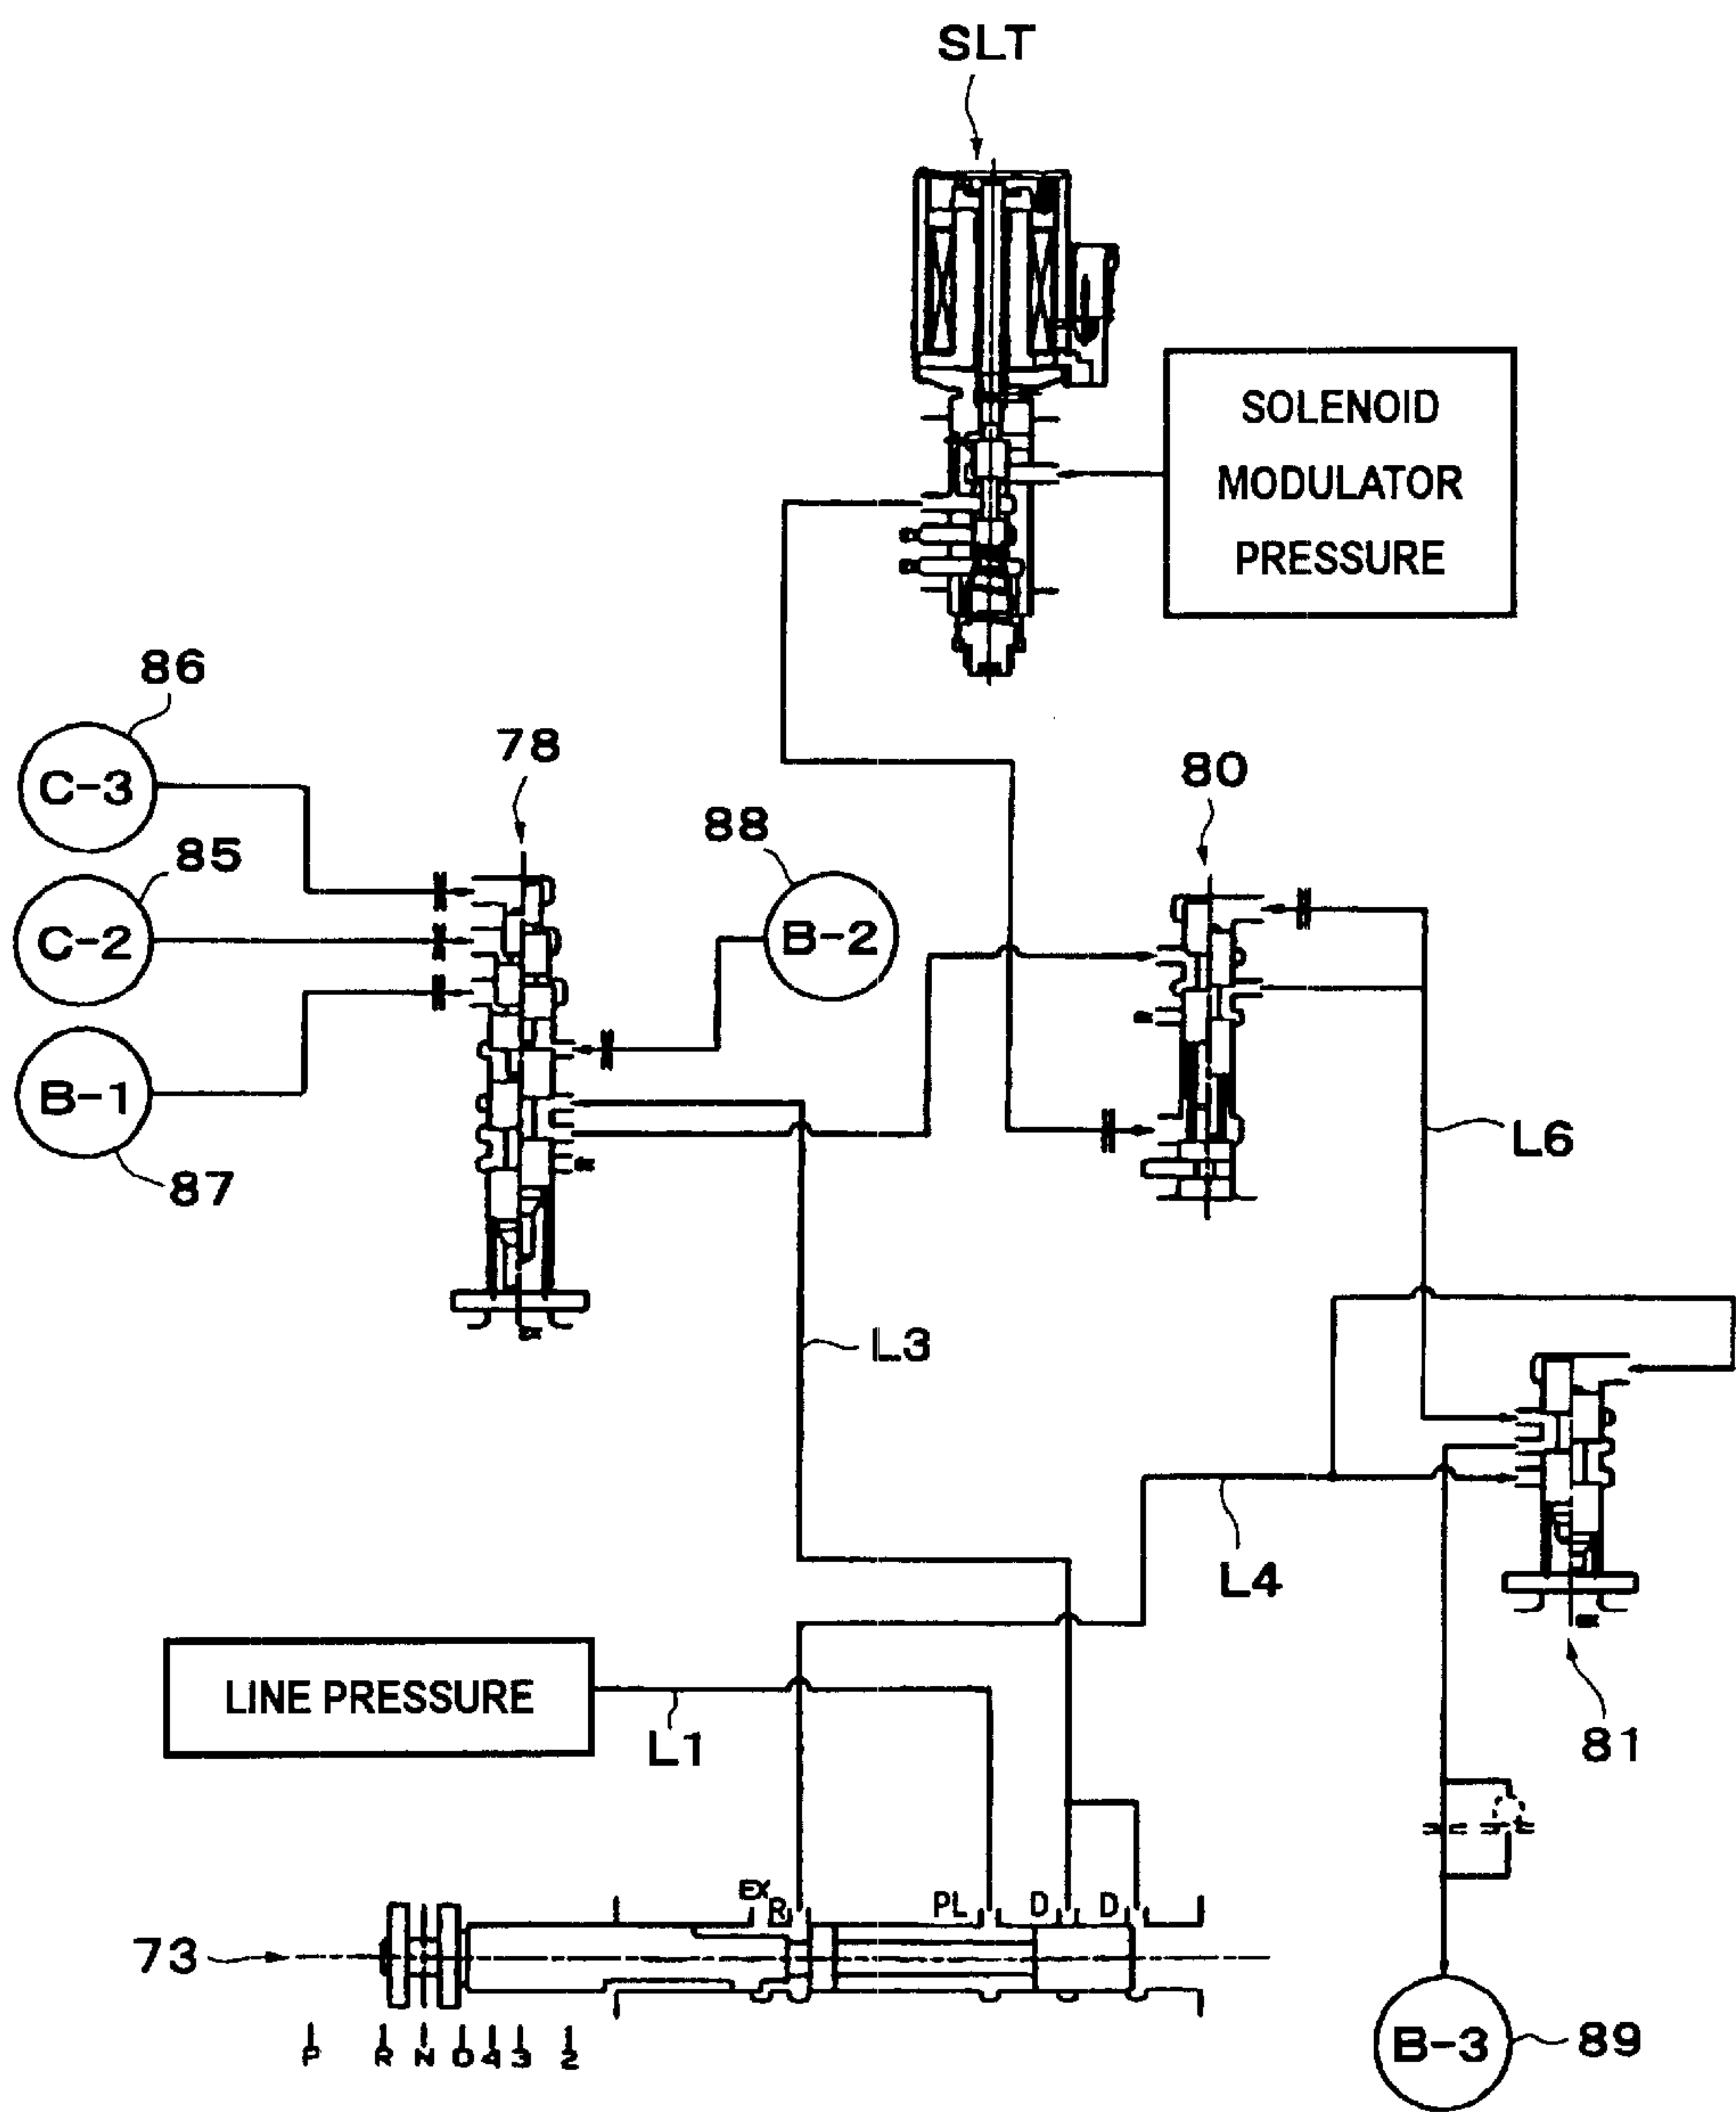 SLT
SOLENOID
MODULATOR
PRESSURE
86
C-3
78
80
85
88
C-2
B-2
B-1
87
L6
EX
L3
L4
LINE PRESSURE
L1
81
EX
R
PL
D
D
73
P R N D 4 3 2
B-3
89